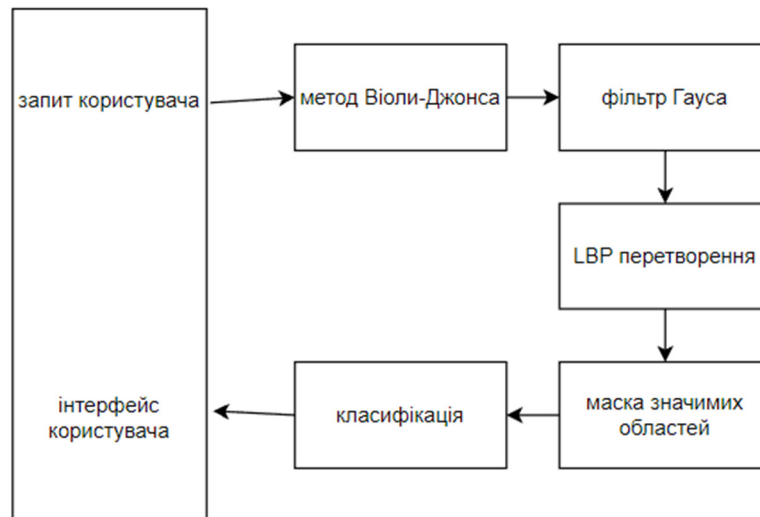 запит користувача
метод Віоли-Джонса
фільтр Гауса
LBP перетворення
маска значимих
областей
класифікація
інтерфейс
користувача